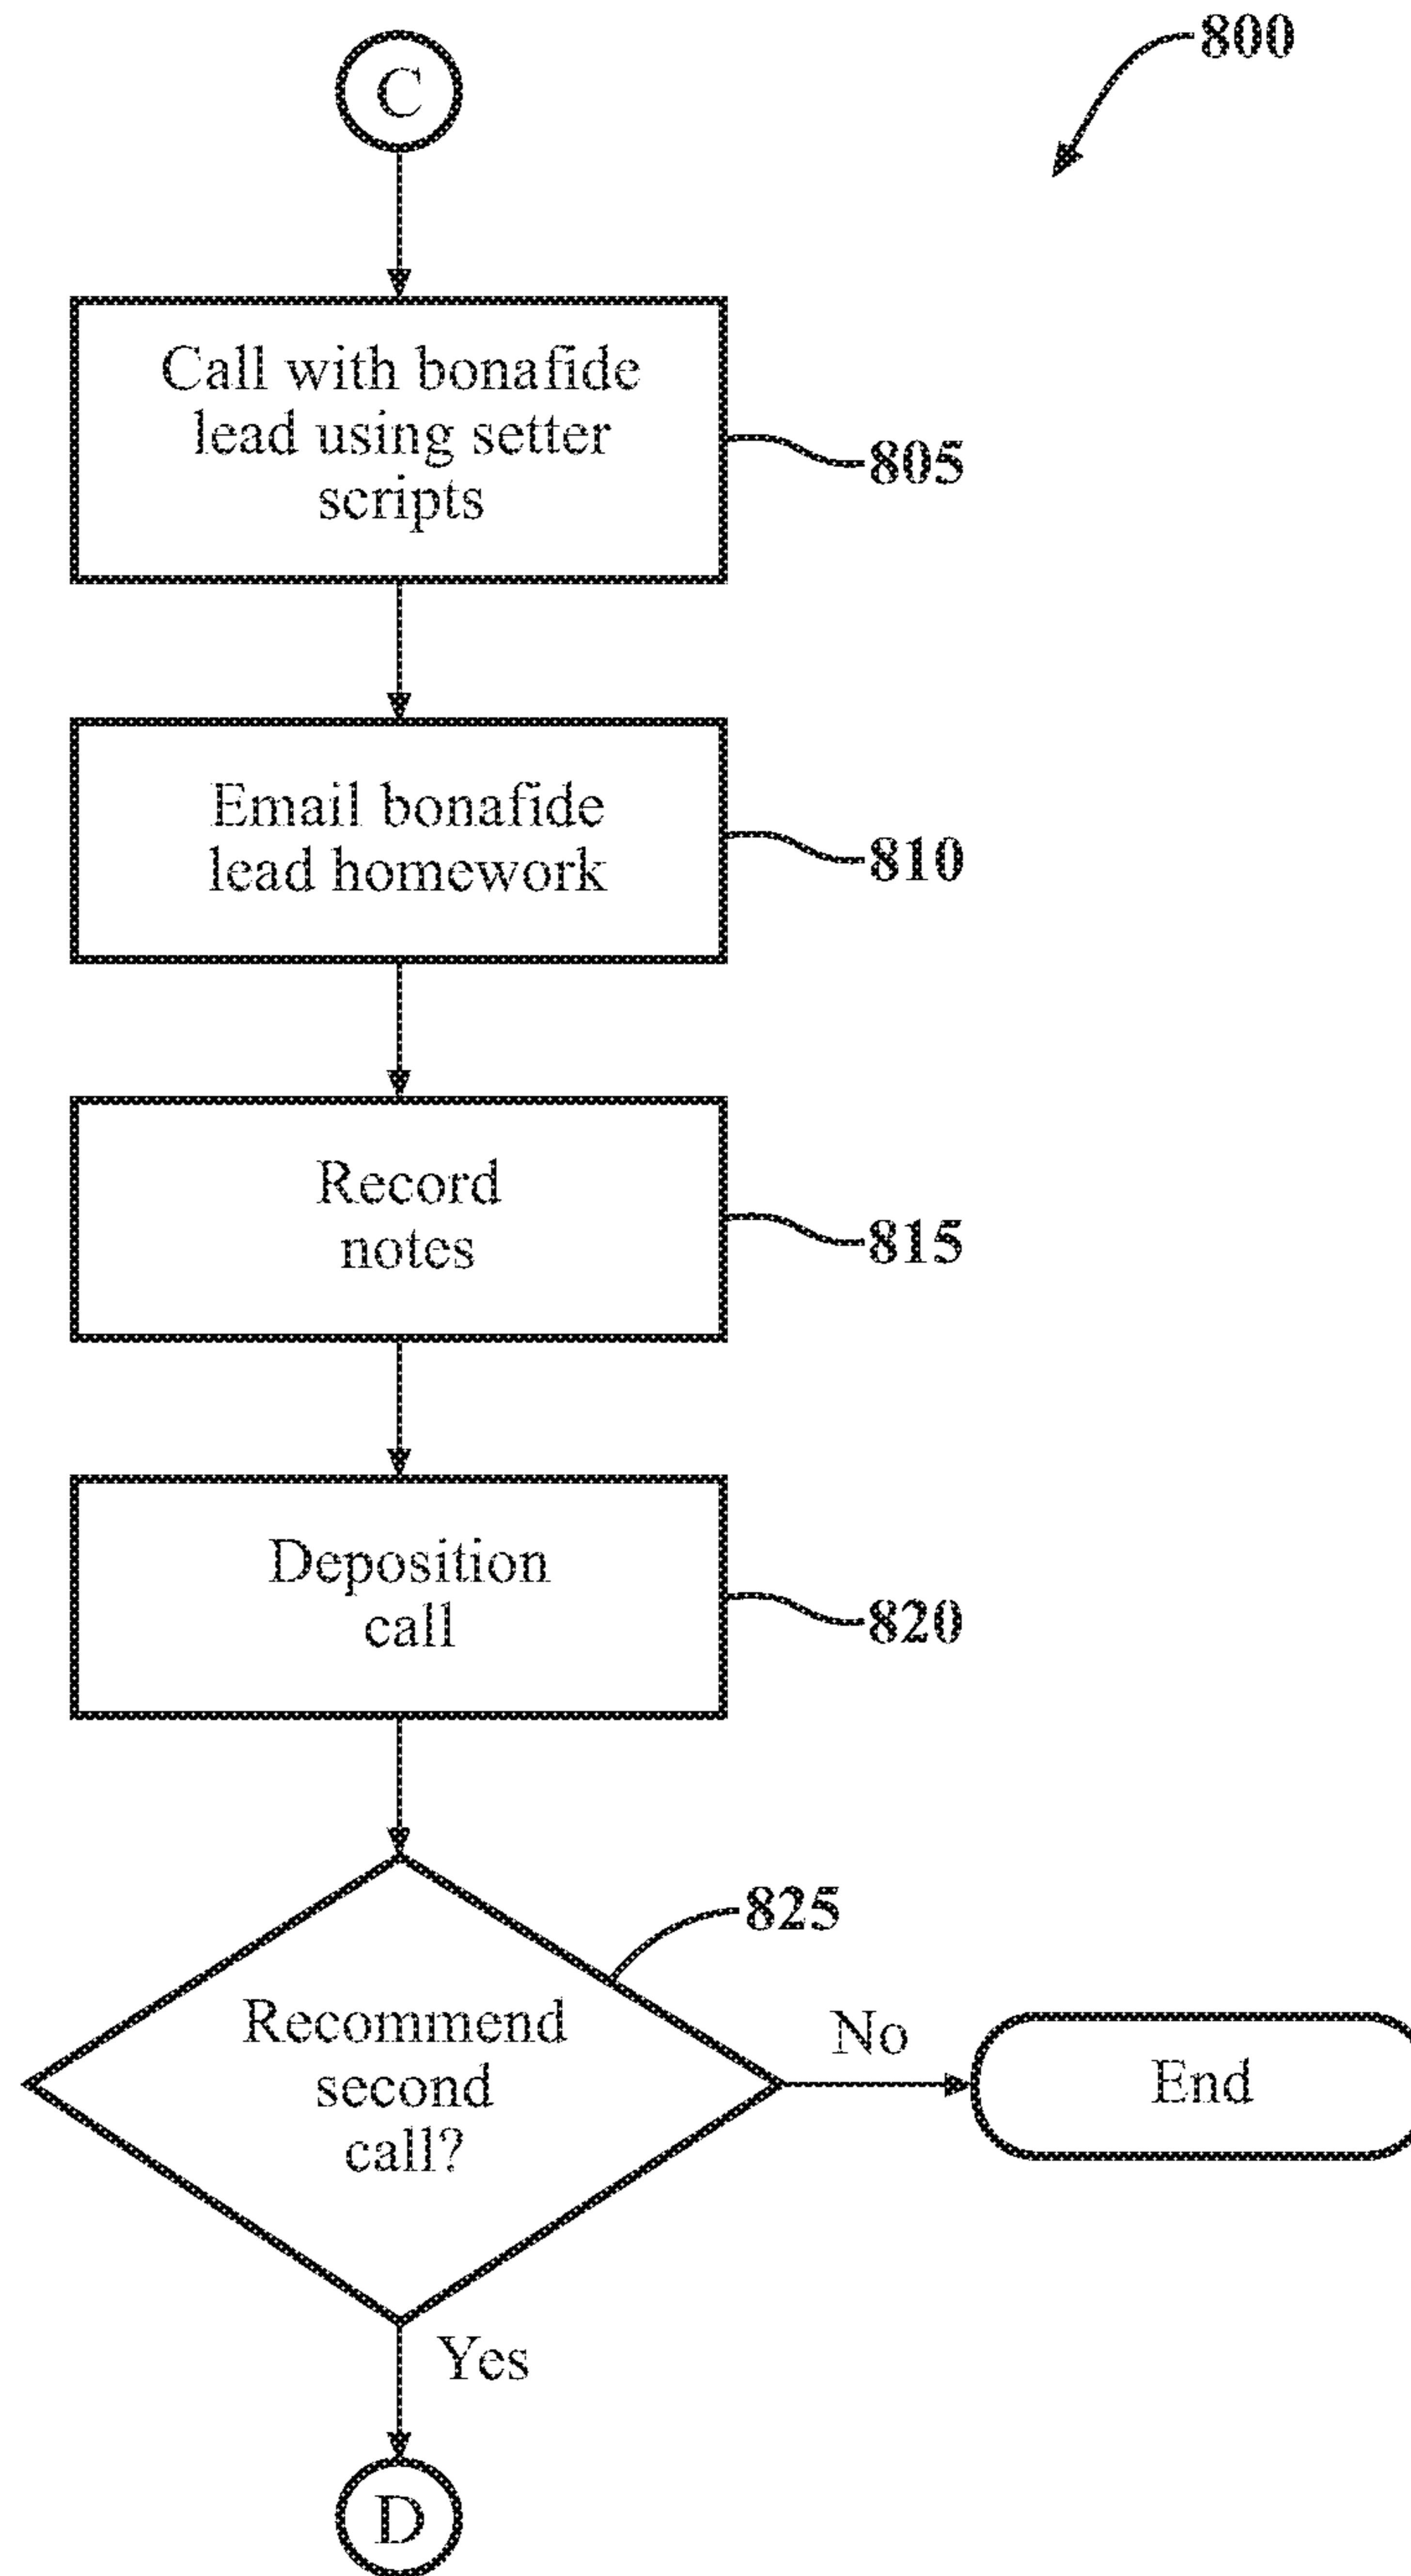 800
C
Call with bonafide
lead using setter
scripts
805
Email bonafide
lead homework
810
Record
notes
815
Deposition
call
820
825
Recommend
second
call?
No
End
Yes
D